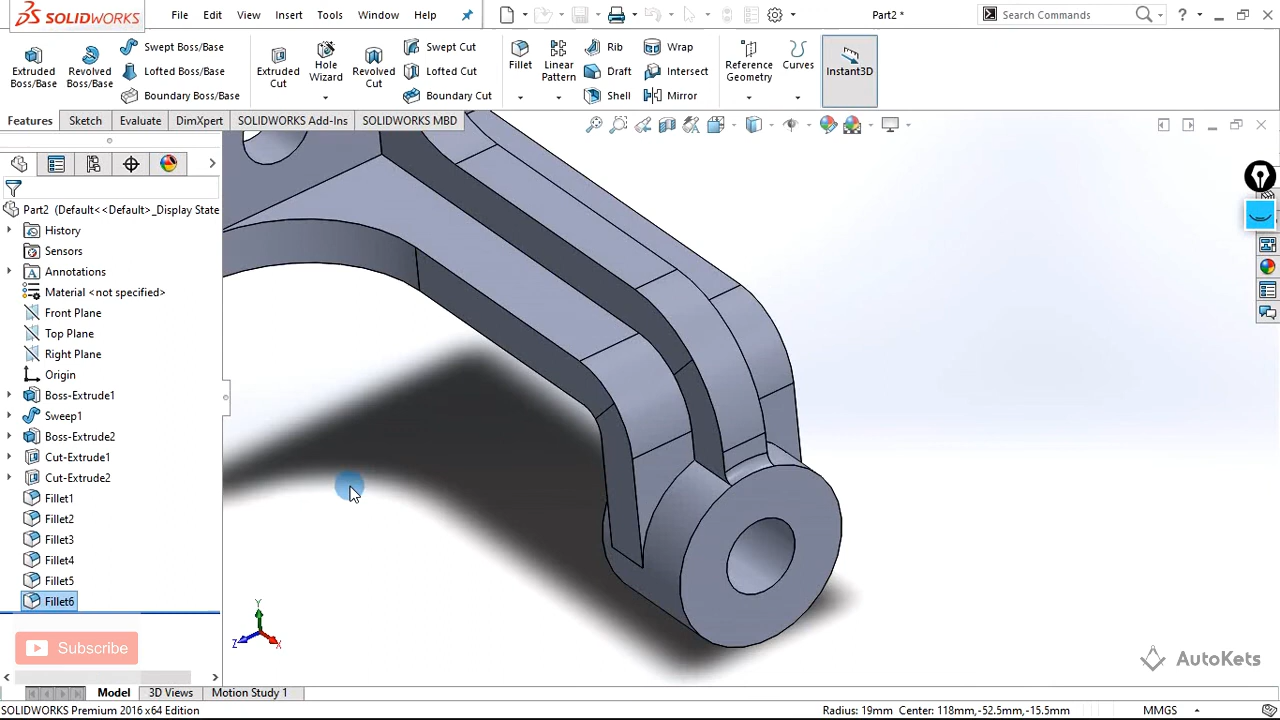 SOLIDWORKS File Edit View Insert Tools Window Help Part2 * Search Commands ?
Extruded Boss/Base
Revolved Boss/Base
Swept Boss/Base
Lofted Boss/Base
Boundary Boss/Base
Extruded Cut
Hole Wizard
Revolved Cut
Swept Cut
Lofted Cut
Boundary Cut
Fillet
Linear Pattern
Rib
Draft
Shell
Wrap
Intersect
Mirror
Reference Geometry
Curves
Instant3D
Features Sketch Evaluate DimXpert SOLIDWORKS Add-Ins SOLIDWORKS MBD
Part2 (Default<<Default>_Display State
History
Sensors
Annotations
Material <not specified>
Front Plane
Top Plane
Right Plane
Origin
Boss-Extrude1
Sweep1
Boss-Extrude2
Cut-Extrude1
Cut-Extrude2
Fillet1
Fillet2
Fillet3
Fillet4
Fillet5
Fillet6
Y
Z
X
Subscribe
AutoKets
Model 3D Views Motion Study 1
SOLIDWORKS Premium 2016 x64 Edition Radius: 19mm Center: 118mm,-52.5mm,-15.5mm MMGS